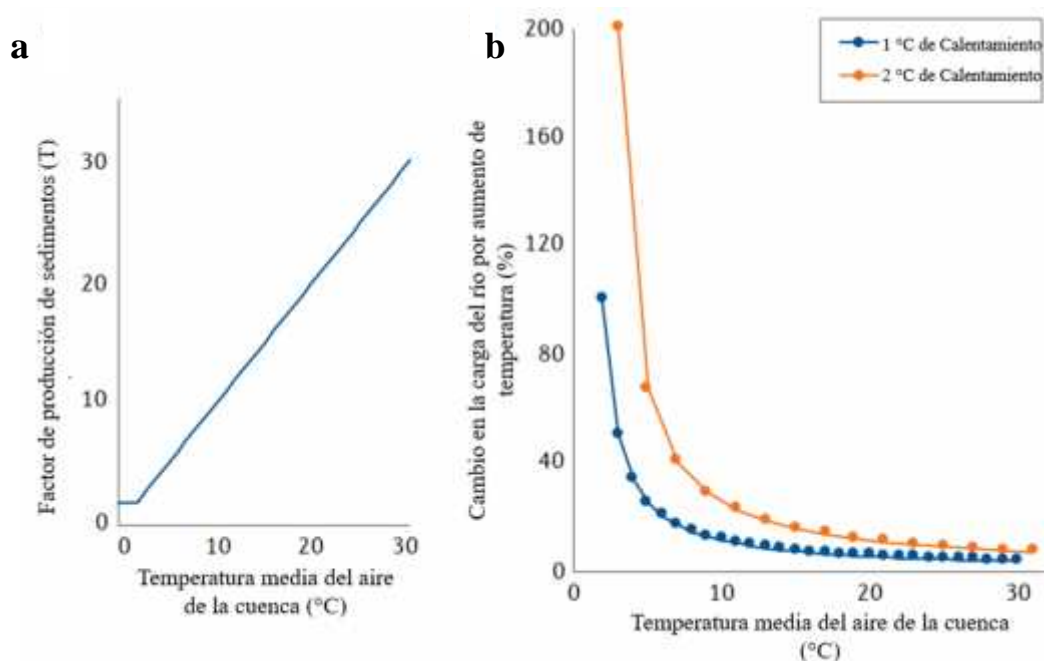 a
Factor de producción de sedimentos (T)
30
20
10
0
0 10 20 30
Temperatura media del aire
de la cuenca (°C)
b
Cambio en la carga del río por aumento de
temperatura (%)
200
160
120
80
40
0
0 10 20 30
Temperatura media del aire de la cuenca
(°C)
1 °C de Calentamiento
2 °C de Calentamiento